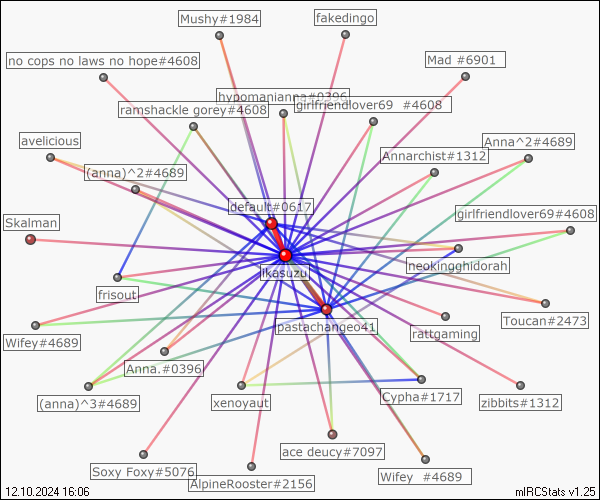 Mushy#1984
fakedingo
no cops no laws no hope#4608
Mad #6901
hypomanianna#0396
ramshackle gorey#4608
girlfriendlover69 #4608
avelicious
Anna^2#4689
Annarchist#1312
(anna)^2#4689
default#0617
girlfriendlover69#4608
Skalman
neokingghidorah
ikasuzu
frisout
Toucan#2473
pastachangeo41
rattgaming
Wifey#4689
Anna.#0396
Cypha#1717
xenoyaut
zibbits#1312
(anna)^3#4689
ace deucy#7097
Soxy Foxy#5076
Wifey #4689
AlpineRooster#2156
12.10.2024 16:06
mIRCStats v1.25